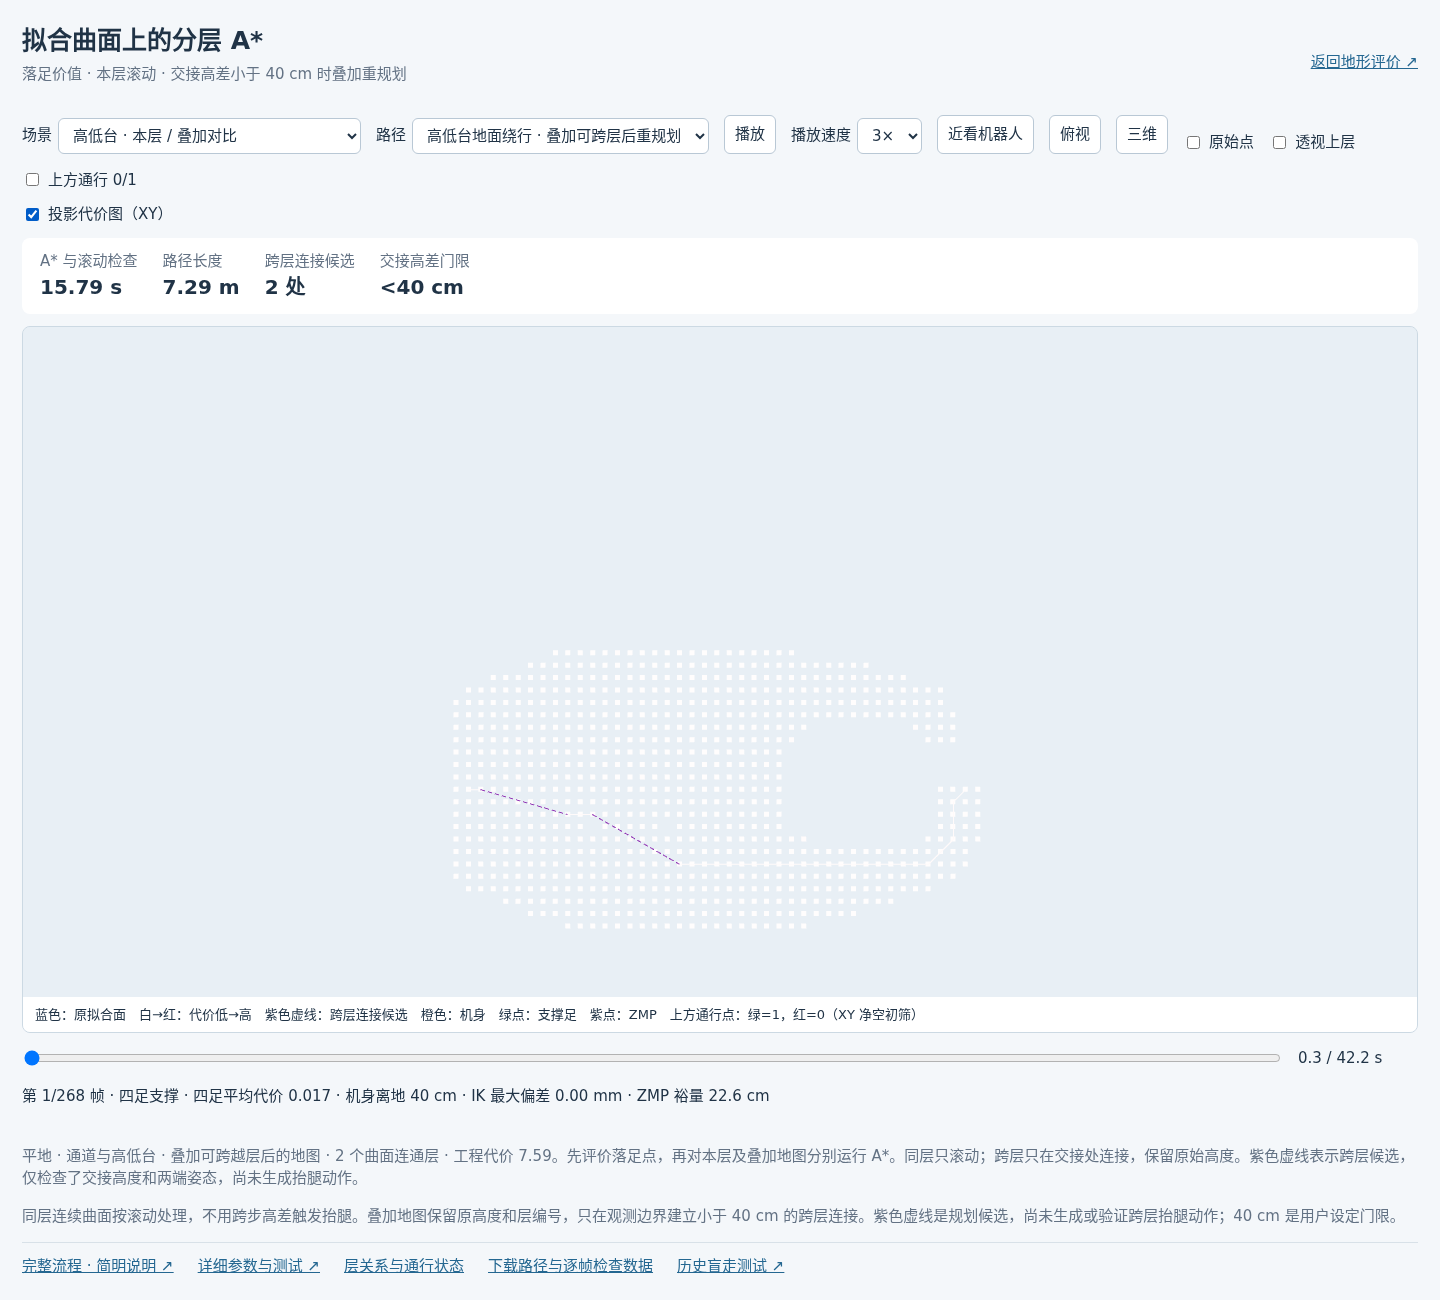 拟合曲面上的分层 A*
落足价值 · 本层滚动 · 交接高差小于 40 cm 时叠加重规划
返回地形评价 ↗
场景 高低台 · 本层 / 叠加对比 路径 高低台地面绕行 · 叠加可跨层后重规划 播放 播放速度 3× 近看机器人 俯视 三维 原始点 透视上层
上方通行 0/1
投影代价图（XY）
A* 与滚动检查 路径长度 跨层连接候选 交接高差门限
15.79 s 7.29 m 2 处 <40 cm
蓝色：原拟合面 白→红：代价低→高 紫色虚线：跨层连接候选 橙色：机身 绿点：支撑足 紫点：ZMP 上方通行点：绿=1，红=0（XY 净空初筛）
0.3 / 42.2 s
第 1/268 帧 · 四足支撑 · 四足平均代价 0.017 · 机身离地 40 cm · IK 最大偏差 0.00 mm · ZMP 裕量 22.6 cm
平地 · 通道与高低台 · 叠加可跨越层后的地图 · 2 个曲面连通层 · 工程代价 7.59。先评价落足点，再对本层及叠加地图分别运行 A*。同层只滚动；跨层只在交接处连接，保留原始高度。紫色虚线表示跨层候选，
仅检查了交接高度和两端姿态，尚未生成抬腿动作。
同层连续曲面按滚动处理，不用跨步高差触发抬腿。叠加地图保留原高度和层编号，只在观测边界建立小于 40 cm 的跨层连接。紫色虚线是规划候选，尚未生成或验证跨层抬腿动作；40 cm 是用户设定门限。
完整流程 · 简明说明 ↗ 详细参数与测试 ↗ 层关系与通行状态 下载路径与逐帧检查数据 历史盲走测试 ↗